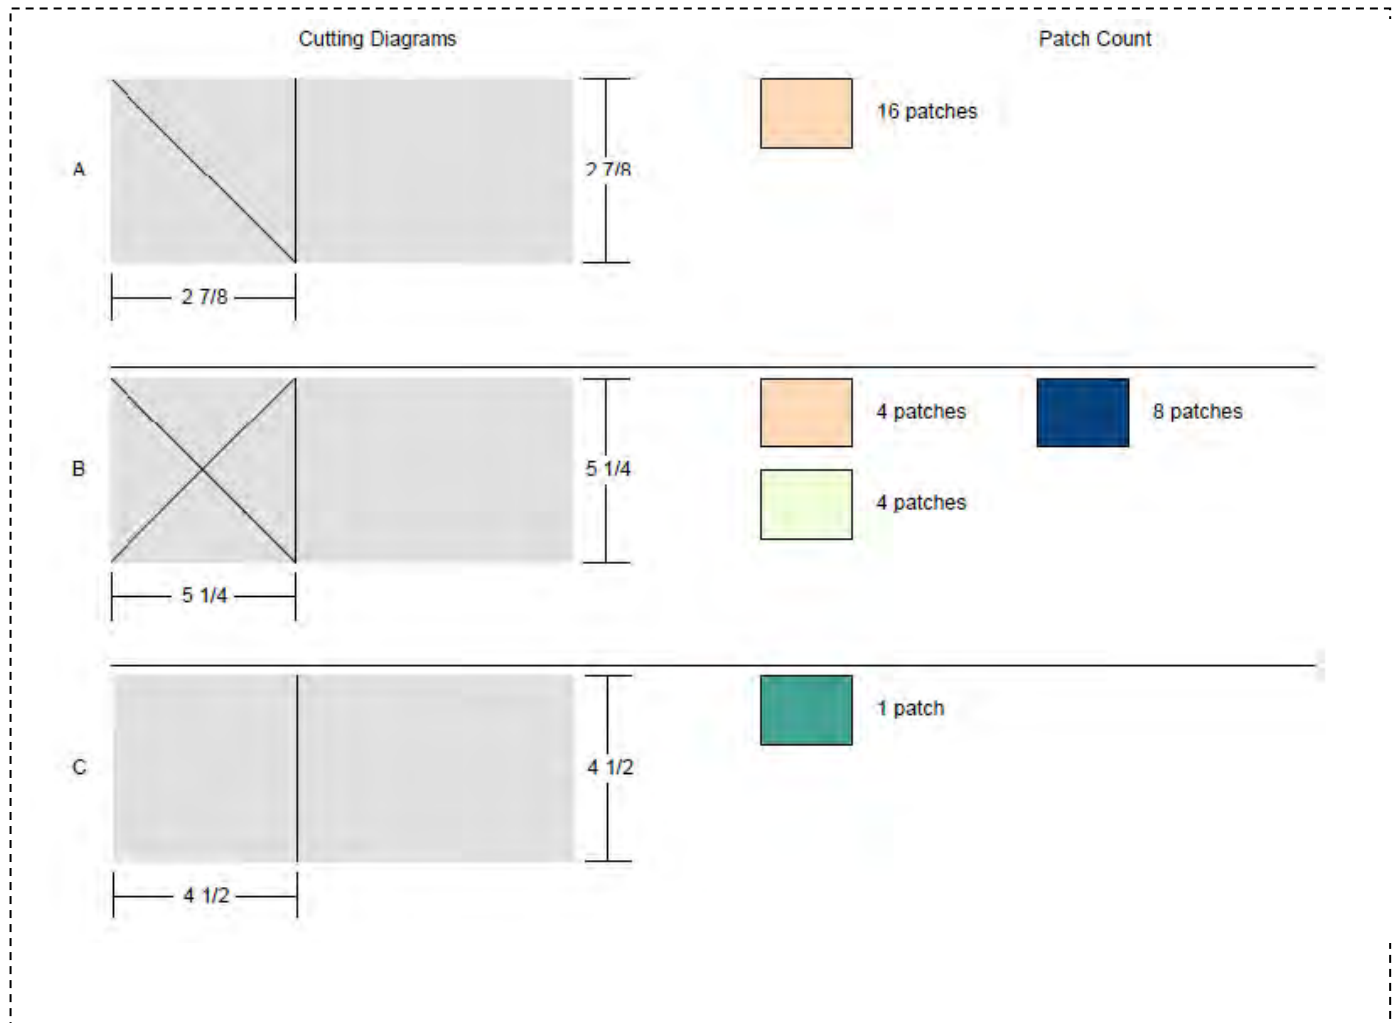 Cutting Diagrams
Patch Count
A
2 7/8
2 7/8
16 patches
B
5 1/4
5 1/4
4 patches
8 patches
4 patches
C
4 1/2
4 1/2
1 patch